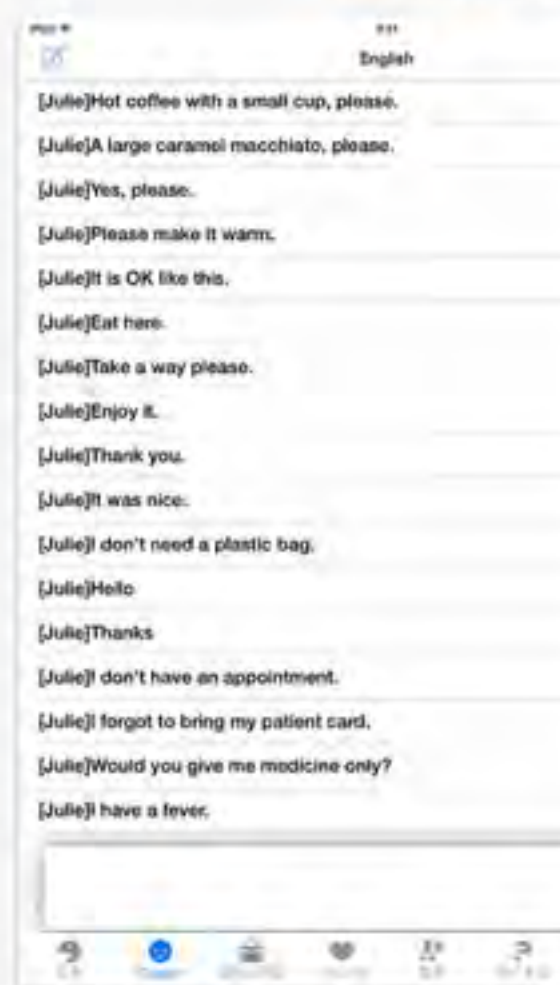 English
[Julie]Hot coffee with a small cup, please.
[Julie]A large caramel macchiato, please.
[Julie]Yes, please.
[Julie]Please make it warm.
[Julie]It is OK like this.
[Julie]Eat here.
[Julie]Take a way please.
[Julie]Enjoy it.
[Julie]Thank you.
[Julie]It was nice.
[Julie]I don't need a plastic bag.
[Julie]Hello
[Julie]Thanks
[Julie]I don't have an appointment.
[Julie]I forgot to bring my patient card.
[Julie]Would you give me medicine only?
[Julie]I have a fever.